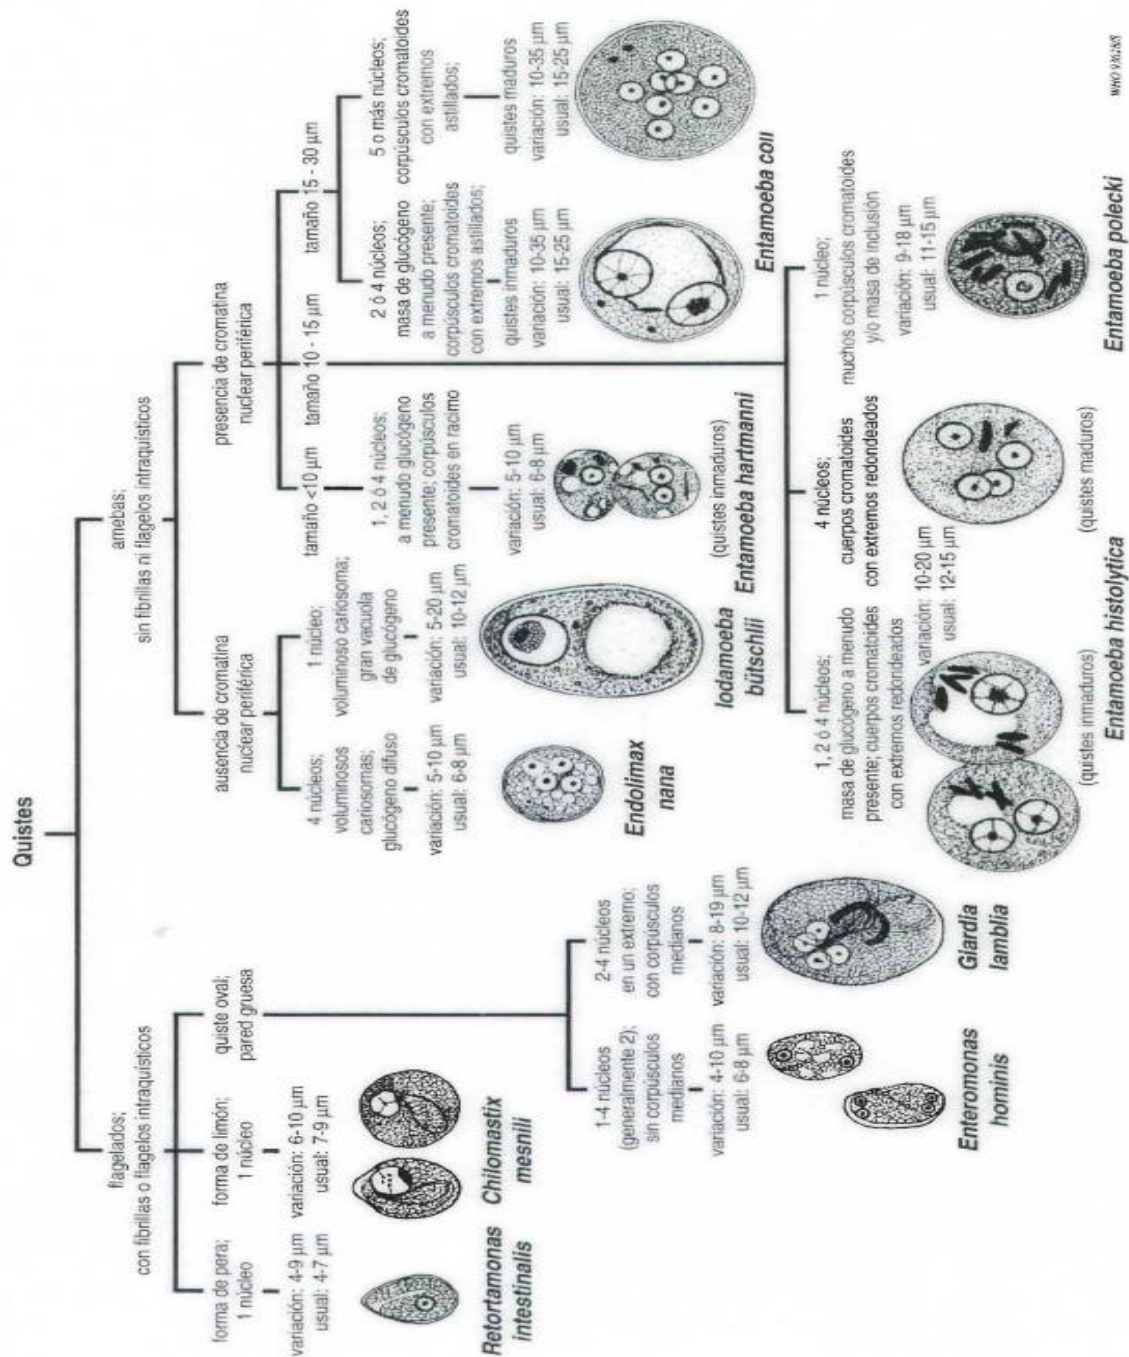 Quistes
flagelados;
con fibrillas o flagelos intraquísticos
forma de pera;
1 núcleo
variación: 4-9 µm
usual: 4-7 µm
Retortamonas
intestinalis
forma de limón;
1 núcleo
variación: 6-10 µm
usual: 7-9 µm
Chilomastix
mesnili
quiste oval;
pared gruesa
1-4 núcleos
(generalmente 2);
sin corpúsculos
medianos
variación: 4-10 µm
usual: 6-8 µm
Enteromonas
hominis
2-4 núcleos
en un extremo;
con corpúsculos
medianos
variación: 8-19 µm
usual: 10-12 µm
Giardia
lamblia
amebas;
sin fibrillas ni flagelos intraquísticos
ausencia de cromatina
nuclear periférica
4 núcleos;
voluminosos
cariosomas;
glucógeno difuso
variación: 5-10 µm
usual: 6-8 µm
Endolimax
nana
1 núcleo;
voluminoso cariosoma;
gran vacuola
de glucógeno
variación: 5-20 µm
usual: 10-12 µm
Iodamoeba
bütschlii
presencia de cromatina
nuclear periférica
tamaño <10 µm
1, 2 ó 4 núcleos;
a menudo glucógeno
presente; corpúsculos
cromatoides en racimo
variación: 5-10 µm
usual: 6-8 µm
(quistes inmaduros)
Entamoeba hartmanni
tamaño 10 - 15 µm
1, 2 ó 4 núcleos;
masa de glucógeno a menudo
presente; cuerpos cromatoides
con extremos redondeados
(quistes inmaduros)
variación: 10-20 µm
usual: 12-15 µm
4 núcleos;
cuerpos cromatoides
con extremos redondeados
(quistes maduros)
Entamoeba histolytica
1 núcleo;
muchos corpúsculos cromatoides
y/o masa de inclusión
variación: 9-18 µm
usual: 11-15 µm
Entamoeba polecki
tamaño 15 - 30 µm
2 ó 4 núcleos;
masa de glucógeno
a menudo presente;
corpúsculos cromatoides
con extremos astillados;
quistes inmaduros
variación: 10-35 µm
usual: 15-25 µm
5 o más núcleos;
corpúsculos cromatoides
con extremos
astillados;
quistes maduros
variación: 10-35 µm
usual: 15-25 µm
Entamoeba coli
WHO